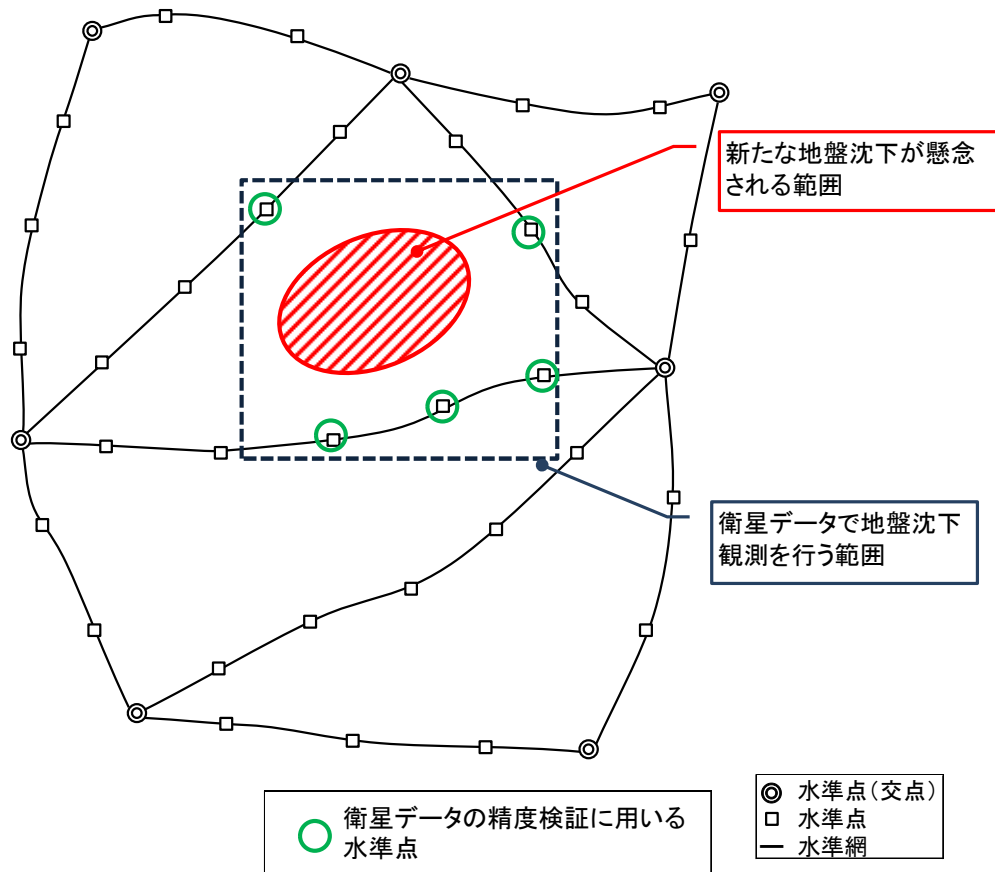 新たな地盤沈下が懸念
される範囲
衛星データで地盤沈下
観測を行う範囲
衛星データの精度検証に用いる
水準点
水準点(交点)
水準点
水準網